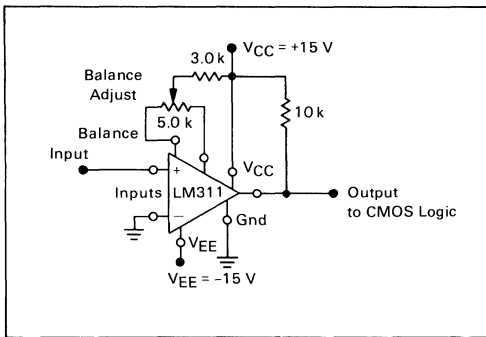 VCC = +15 V
3.0 k
Balance
Adjust
5.0 k
10 k
Balance
Input
VCC
+
Inputs
LM311
Output
to CMOS Logic
−
Gnd
VEE
VEE = −15 V